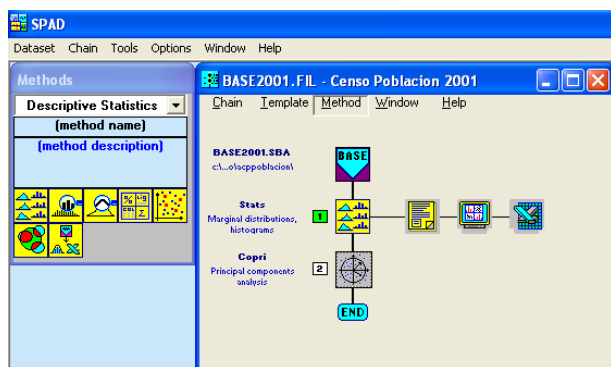 SPAD
Dataset Chain Tools Options Window Help
Methods
Descriptive Statistics
(method name)
(method description)
BASE2001.FIL - Censo Poblacion 2001
Chain Template Method Window Help
BASE2001.SBA
c:\...o\acppoblacion\
BASE
Stats
Marginal distributions,
histograms
1
Copri
Principal components
analysis
2
END